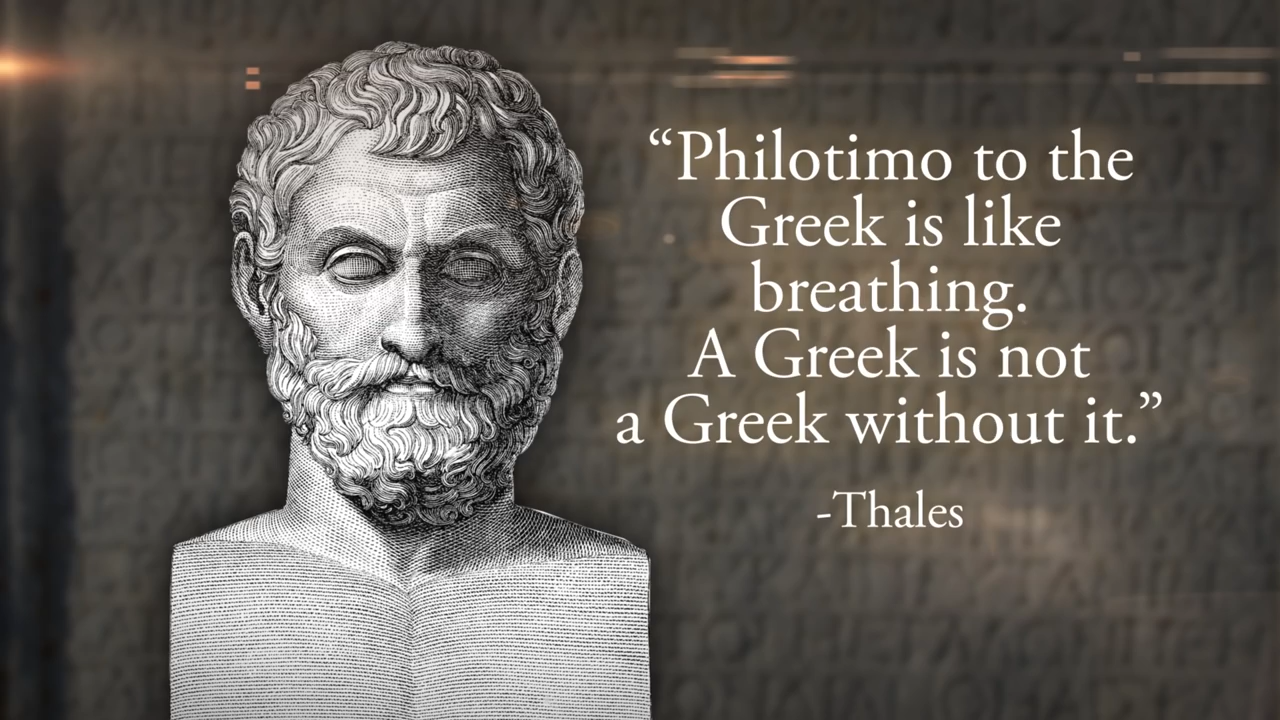 “Philotimo to the
Greek is like
breathing.
A Greek is not
a Greek without it.”
-Thales